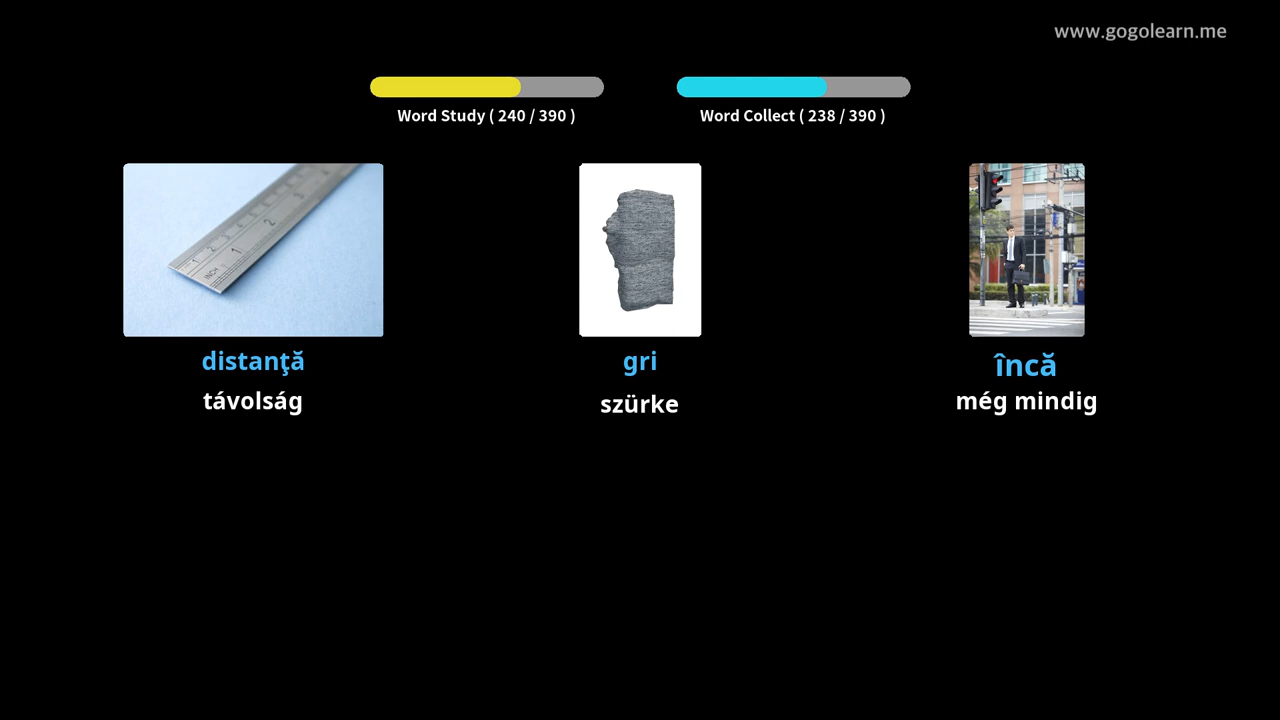 www.gogolearn.me
Word Study ( 240 / 390 )
Word Collect ( 238 / 390 )
distanţă
gri
încă
távolság
szürke
még mindig